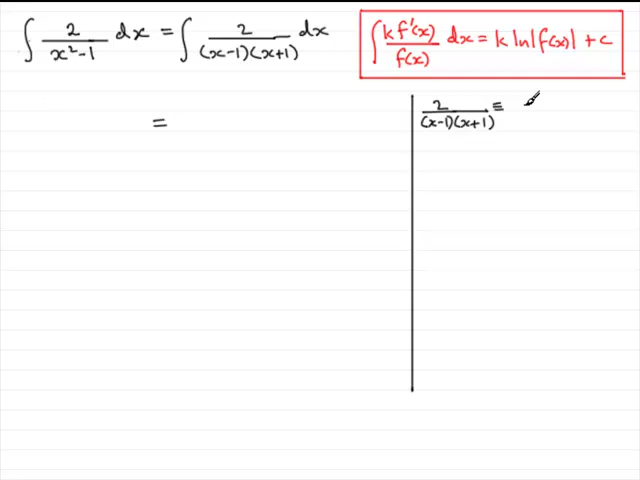 ∫ 2/(x²-1) dx = ∫ 2/((x-1)(x+1)) dx
∫ kf'(x)/f(x) dx = k ln|f(x)| + c
=
2/((x-1)(x+1)) ≡